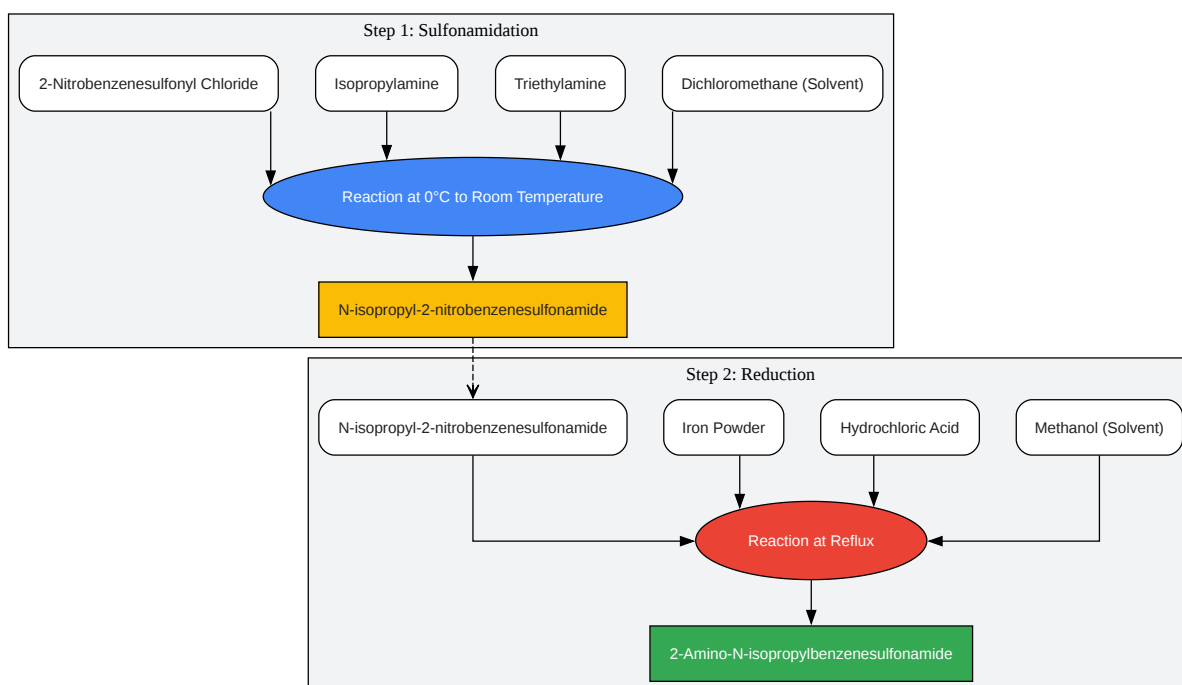 Step 1: Sulfonamidation
2-Nitrobenzenesulfonyl Chloride
Isopropylamine
Triethylamine
Dichloromethane (Solvent)
Reaction at 0°C to Room Temperature
N-isopropyl-2-nitrobenzenesulfonamide
Step 2: Reduction
N-isopropyl-2-nitrobenzenesulfonamide
Iron Powder
Hydrochloric Acid
Methanol (Solvent)
Reaction at Reflux
2-Amino-N-isopropylbenzenesulfonamide